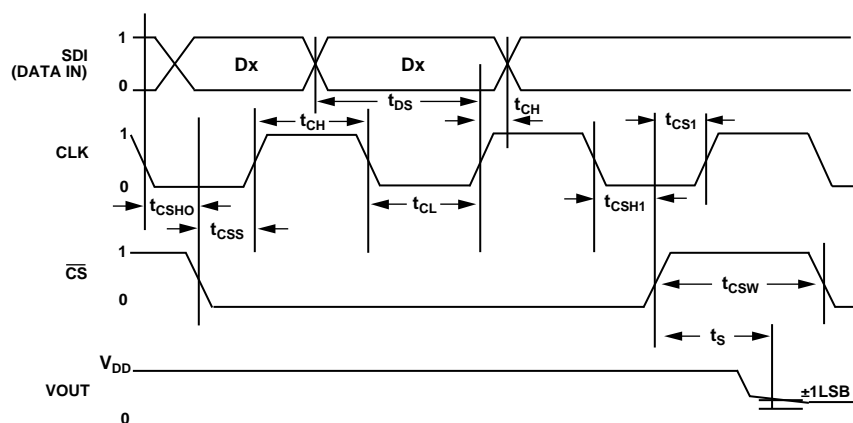 SDI
(DATA IN)
1
0
Dx
Dx
tDS
tCH
CLK
1
0
tCH
tCS1
tCSHO
tCSS
tCL
tCSH1
CS
1
0
tCSW
tS
VOUT
VDD
0
±1LSB